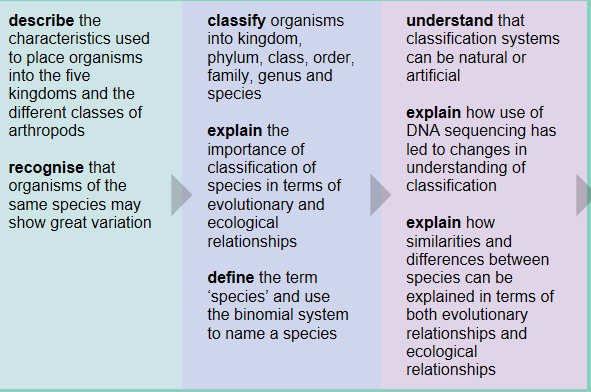 describe the
characteristics used
to place organisms
into the five
kingdoms and the
different classes of
arthropods
recognise that
organisms of the
same species may
show great variation
classify organisms
into kingdom,
phylum, class, order,
family, genus and
species
explain the
importance of
classification of
species in terms of
evolutionary and
ecological
relationships
define the term
‘species’ and use
the binomial system
to name a species
understand that
classification systems
can be natural or
artificial
explain how use of
DNA sequencing has
led to changes in
understanding of
classification
explain how
similarities and
differences between
species can be
explained in terms of
both evolutionary
relationships and
ecological
relationships